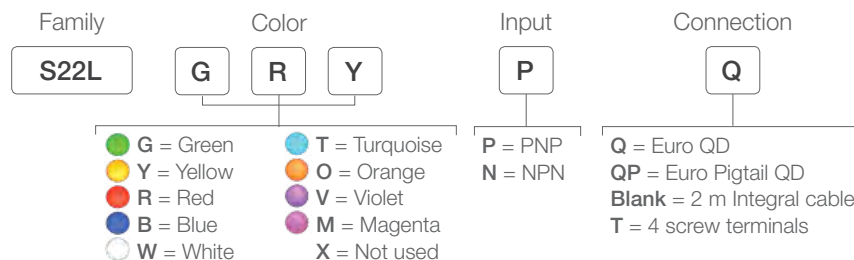 Family Color Input Connection
S22L G R Y P Q
G = Green T = Turquoise P = PNP Q = Euro QD
Y = Yellow O = Orange N = NPN QP = Euro Pigtail QD
R = Red V = Violet Blank = 2 m Integral cable
B = Blue M = Magenta T = 4 screw terminals
W = White X = Not used